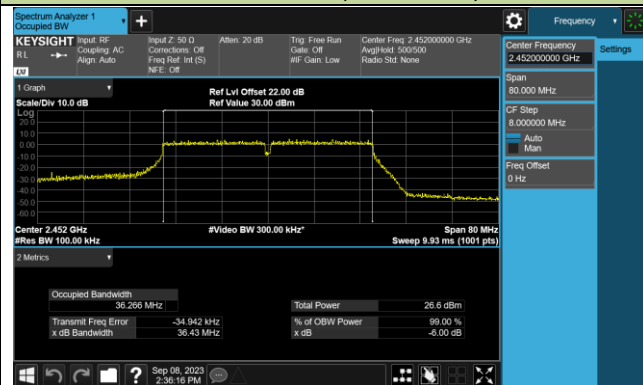 Spectrum Analyzer 1
Occupied BW
+
Frequency
KEYSIGHT
RL
LXI
Input: RF
Coupling: AC
Align: Auto
Input Z: 50 Ω
Corrections: Off
Freq Ref: Int (S)
NFE: Off
Atten: 20 dB
Trig: Free Run
Gate: Off
#IF Gain: Low
Center Freq: 2.452000000 GHz
Avg|Hold: 500/500
Radio Std: None
Center Frequency
2.452000000 GHz
Settings
Span
80.000 MHz
CF Step
8.000000 MHz
Auto
Man
Freq Offset
0 Hz
1 Graph
Scale/Div 10.0 dB
Ref Lvl Offset 22.00 dB
Ref Value 30.00 dBm
Log
20.0
10.0
0.00
-10.0
-20.0
-30.0
-40.0
-50.0
-60.0
Center 2.452 GHz
#Res BW 100.00 kHz
#Video BW 300.00 kHz*
Span 80 MHz
Sweep 9.93 ms (1001 pts)
2 Metrics
Occupied Bandwidth
36.266 MHz
Total Power 26.6 dBm
Transmit Freq Error -34.942 kHz
% of OBW Power 99.00 %
x dB Bandwidth 36.43 MHz
x dB -6.00 dB
?
Sep 08, 2023
2:36:16 PM